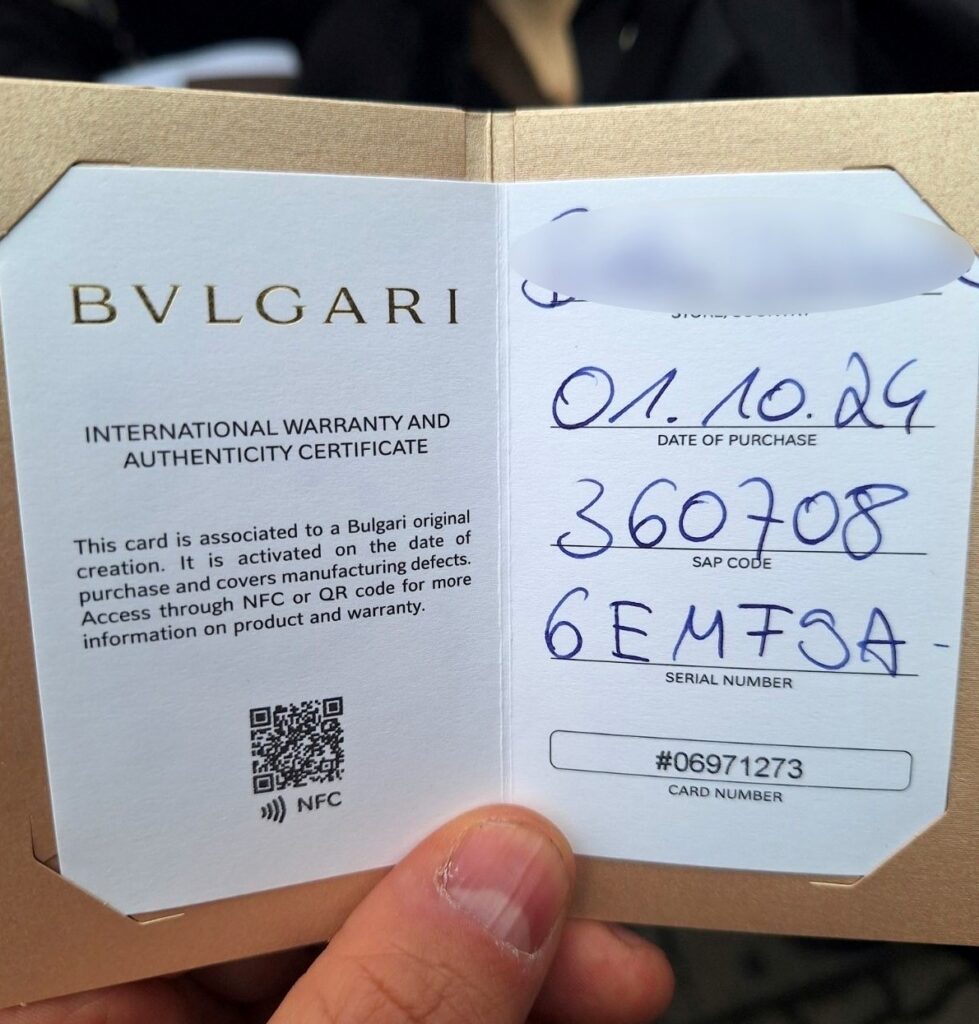 BVLGARI
INTERNATIONAL WARRANTY AND
AUTHENTICITY CERTIFICATE
This card is associated to a Bulgari original
creation. It is activated on the date of
purchase and covers manufacturing defects.
Access through NFC or QR code for more
information on product and warranty.
NFC
STORE/COUNTRY
01.10.24
DATE OF PURCHASE
360708
SAP CODE
SERIAL NUMBER
#06971273
CARD NUMBER